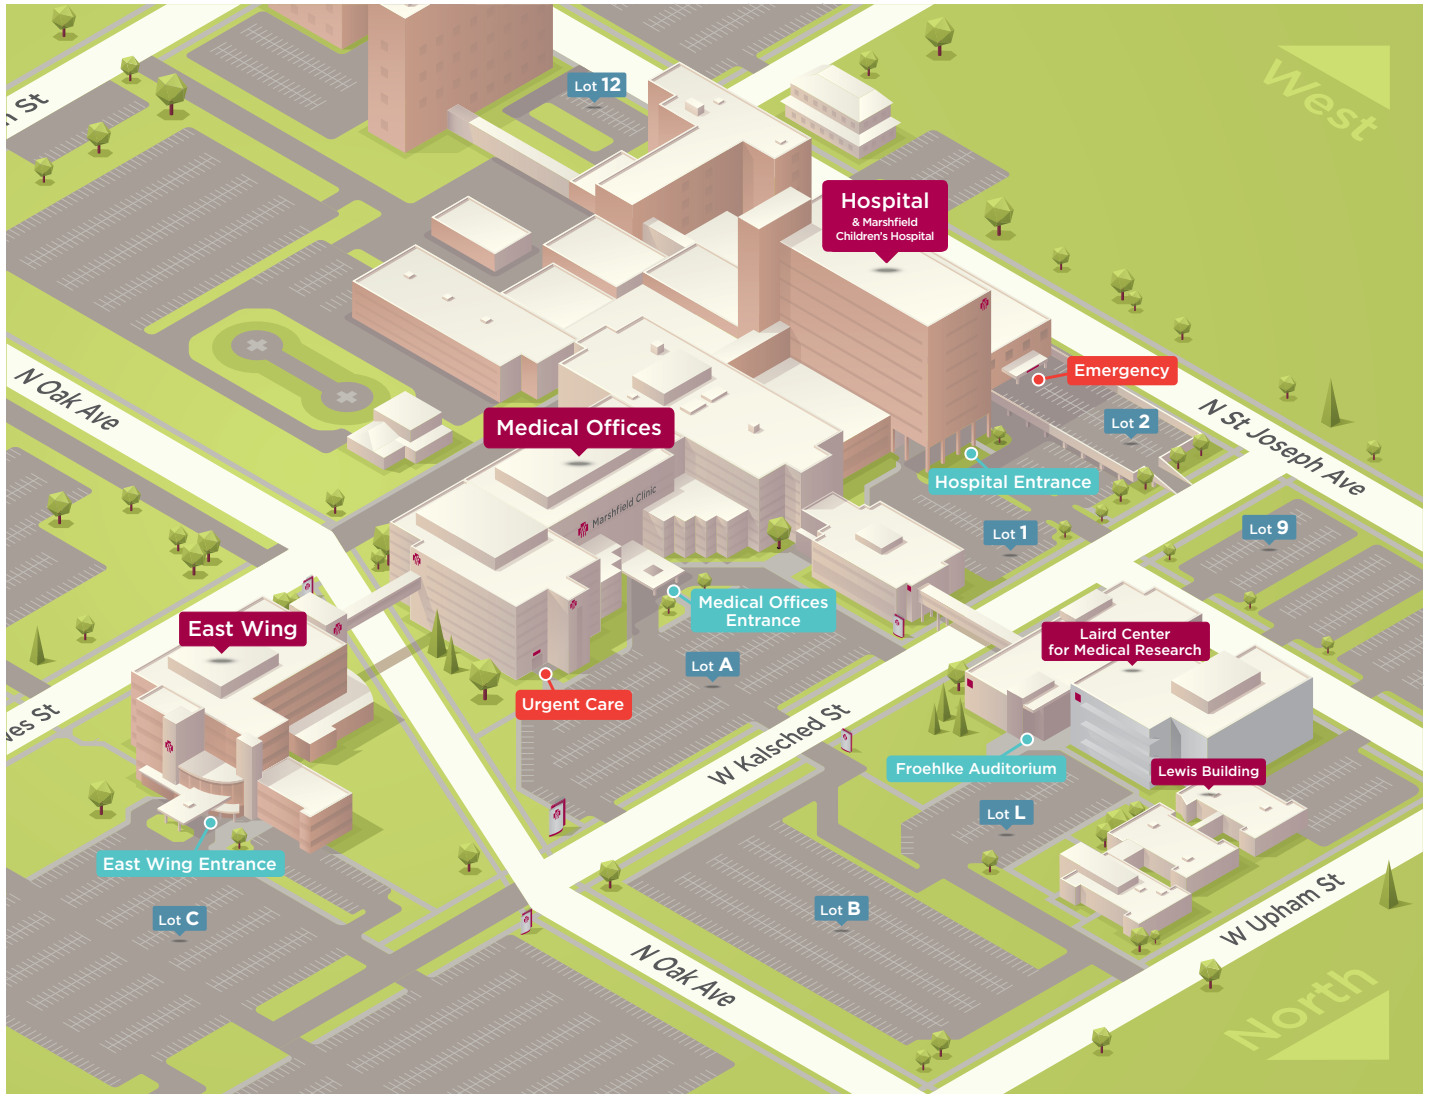 West
Lot 12
Hospital
& Marshfield
Children's Hospital
Emergency
N Oak Ave
Lot 2
N St Joseph Ave
Medical Offices
Hospital Entrance
Marshfield Clinic
Lot 1
Lot 9
Medical Offices
Entrance
East Wing
Laird Center
for Medical Research
Lot A
Urgent Care
W Kalsched St
Froehlke Auditorium
Lewis Building
Lot L
East Wing Entrance
Lot C
Lot B
W Upham St
N Oak Ave
North
St
St